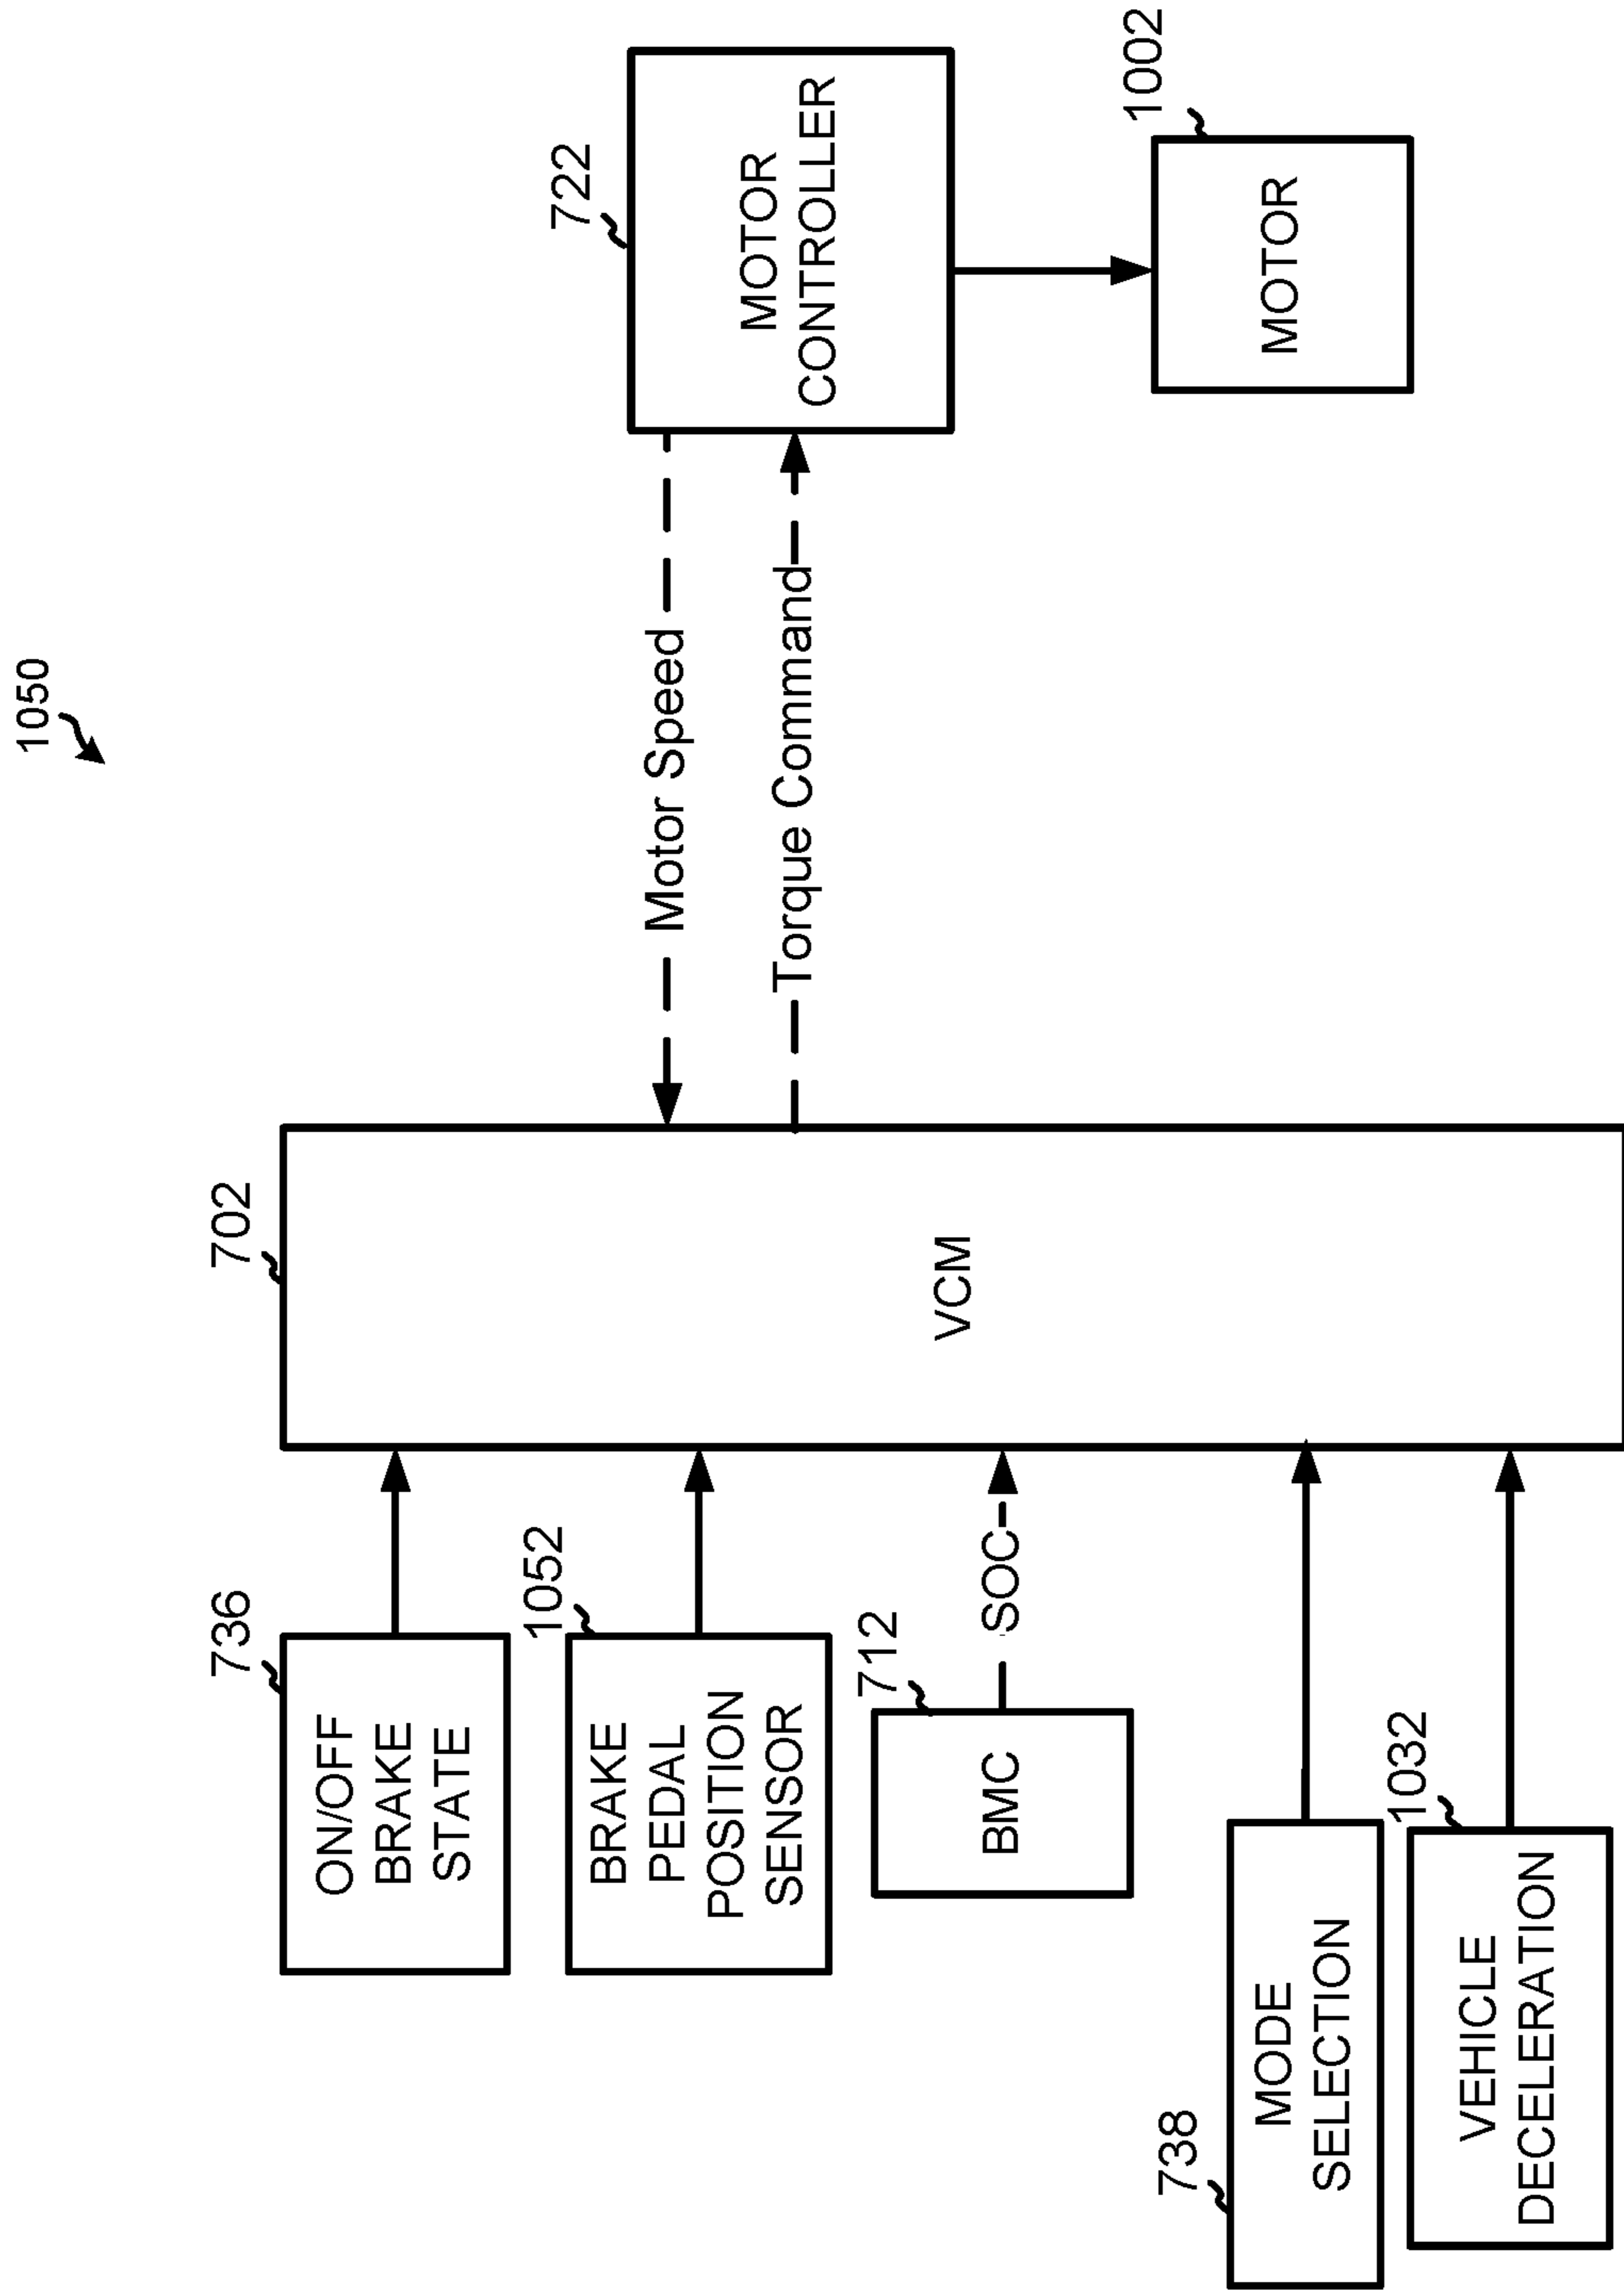 1050
736
ON/OFF
BRAKE
STATE
1052
BRAKE
PEDAL
POSITION
SENSOR
712
BMC
SOC
738
MODE
SELECTION
1032
VEHICLE
DECELERATION
702
VCM
Motor Speed
Torque Command
722
MOTOR
CONTROLLER
1002
MOTOR